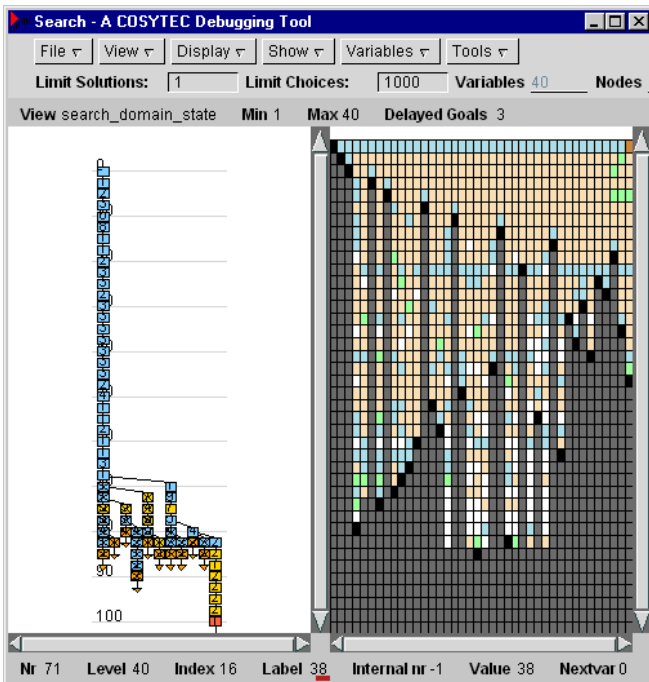 Search - A COSYTEC Debugging Tool
File View Display Show Variables Tools
Limit Solutions: 1 Limit Choices: 1000 Variables 40 Nodes
View search_domain_state Min 1 Max 40 Delayed Goals 3
90
100
Nr 71 Level 40 Index 16 Label 38 Internal nr -1 Value 38 Nextvar 0